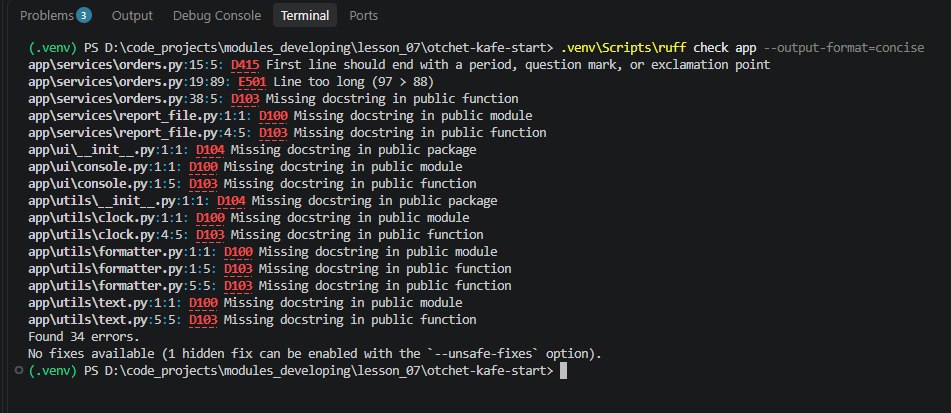 Problems 3 Output Debug Console Terminal Ports
(.venv) PS D:\code_projects\modules_developing\lesson_07\otchet-kafe-start> .venv\Scripts\ruff check app --output-format=concise
app\services\orders.py:15:5: D415 First line should end with a period, question mark, or exclamation point
app\services\orders.py:19:89: E501 Line too long (97 > 88)
app\services\orders.py:38:5: D103 Missing docstring in public function
app\services\report_file.py:1:1: D100 Missing docstring in public module
app\services\report_file.py:4:5: D103 Missing docstring in public function
app\ui\__init__.py:1:1: D104 Missing docstring in public package
app\ui\console.py:1:1: D100 Missing docstring in public module
app\ui\console.py:1:5: D103 Missing docstring in public function
app\utils\__init__.py:1:1: D104 Missing docstring in public package
app\utils\clock.py:1:1: D100 Missing docstring in public module
app\utils\clock.py:4:5: D103 Missing docstring in public function
app\utils\formatter.py:1:1: D100 Missing docstring in public module
app\utils\formatter.py:1:5: D103 Missing docstring in public function
app\utils\formatter.py:5:5: D103 Missing docstring in public function
app\utils\text.py:1:1: D100 Missing docstring in public module
app\utils\text.py:5:5: D103 Missing docstring in public function
Found 34 errors.
No fixes available (1 hidden fix can be enabled with the `--unsafe-fixes` option).
(.venv) PS D:\code_projects\modules_developing\lesson_07\otchet-kafe-start>